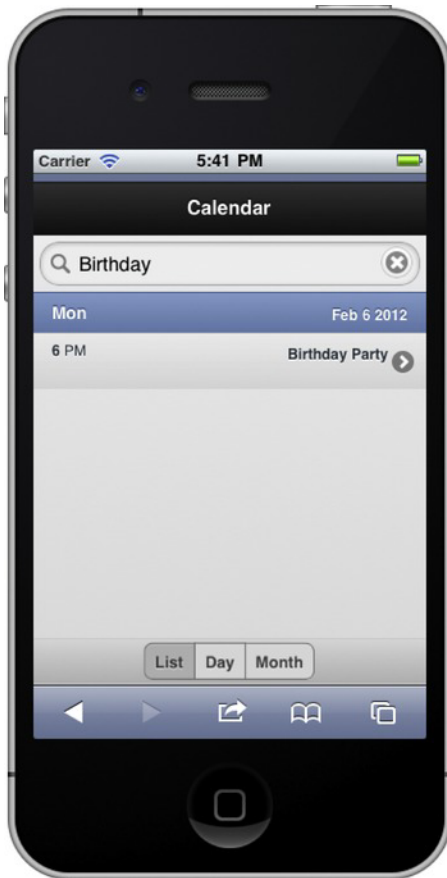 Carrier 5:41 PM
Calendar
Birthday
Mon Feb 6 2012
6 PM Birthday Party
List Day Month